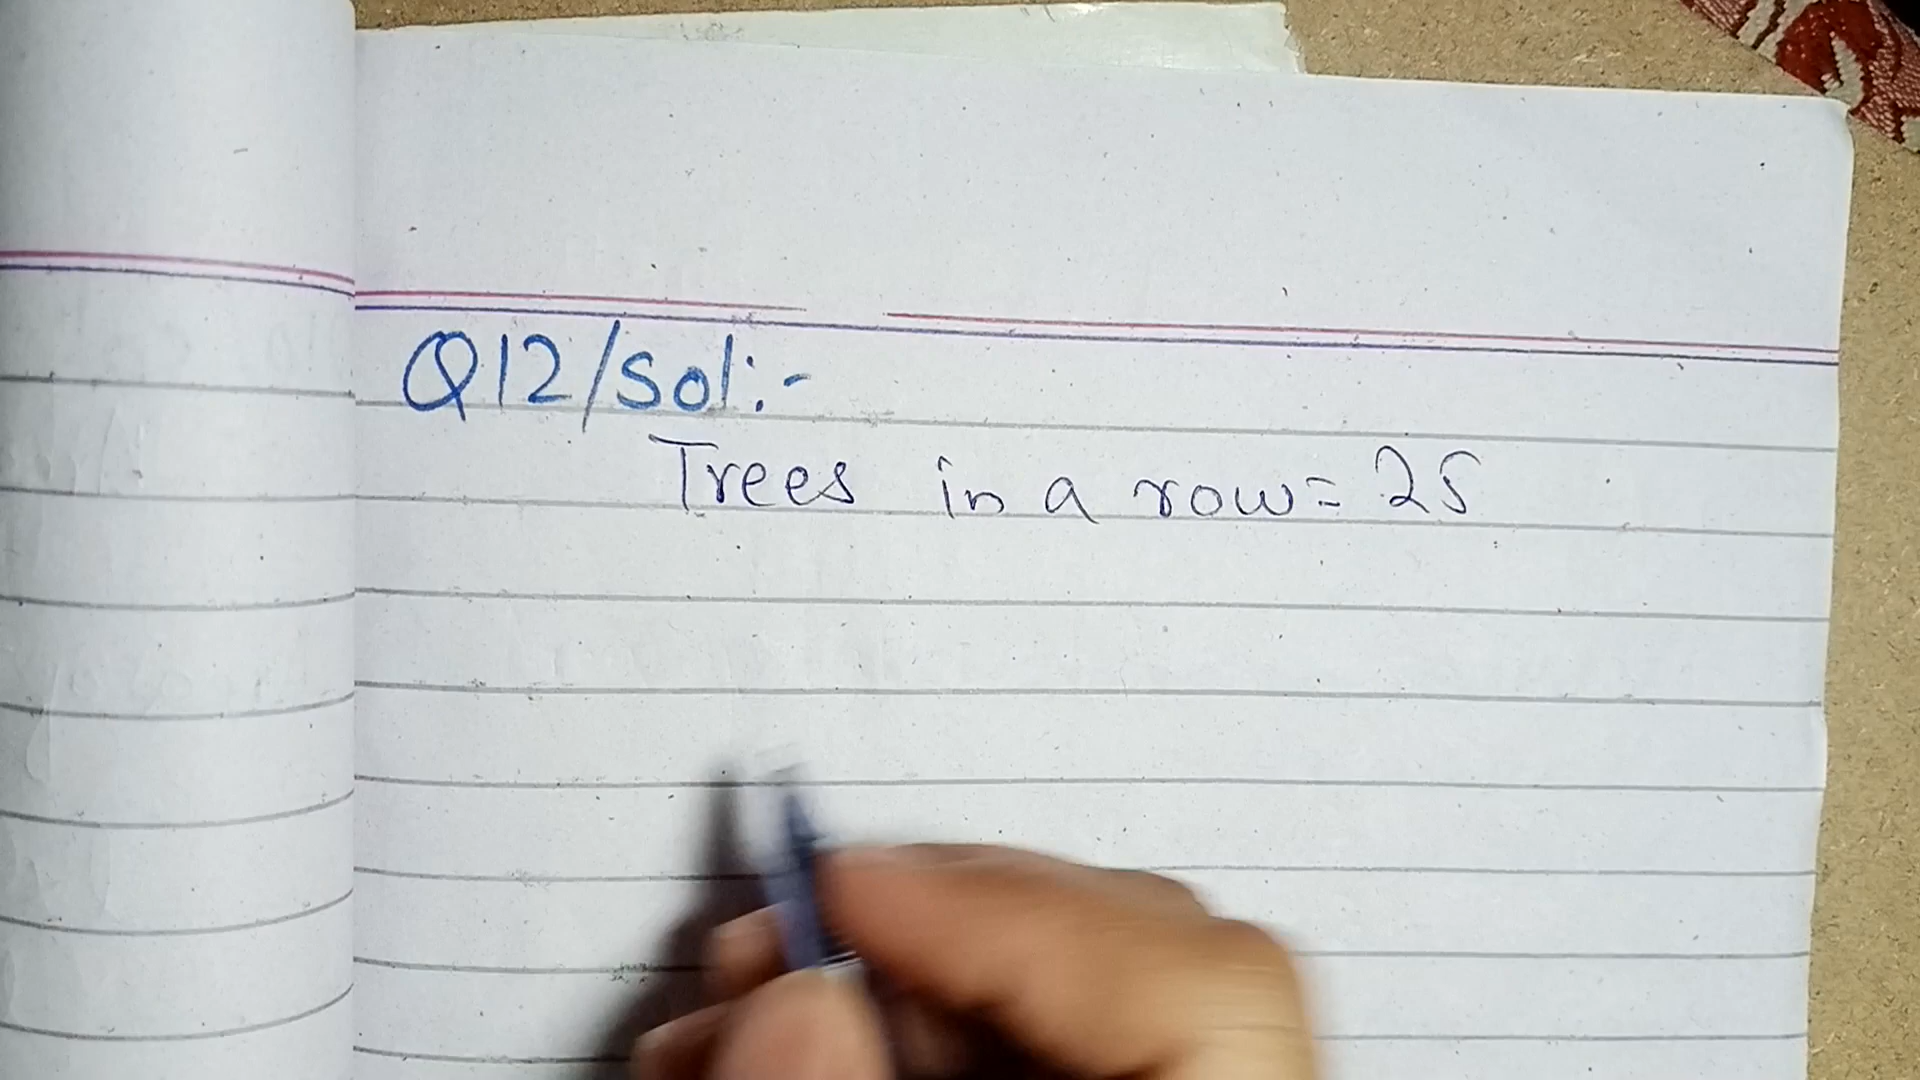 Q12/Sol:-
Trees in a row = 25